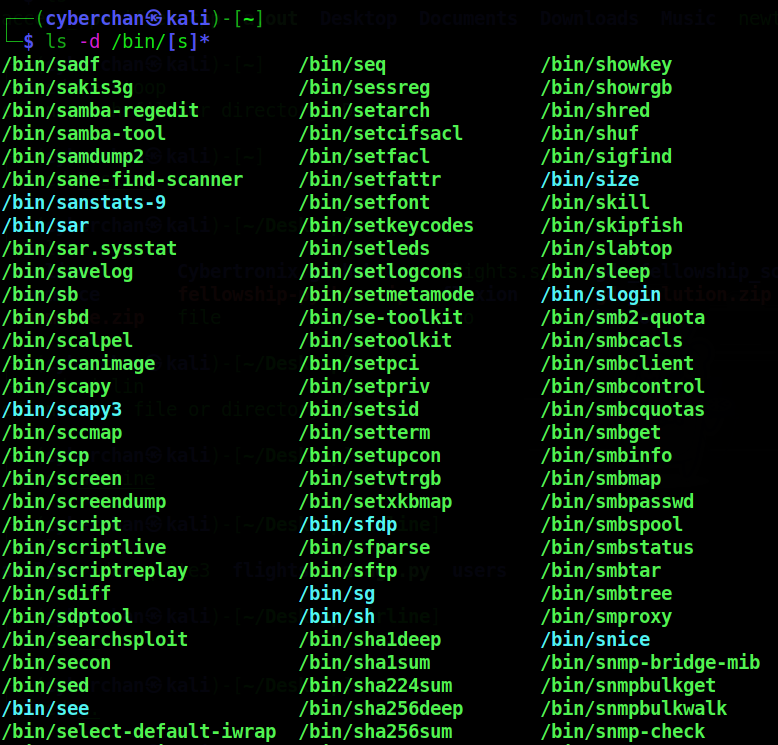 ┌──(cyberchan㉿kali)-[~]
└─$ ls -d /bin/[s]*
/bin/sadf /bin/seq /bin/showkey
/bin/sakis3g /bin/sessreg /bin/showrgb
/bin/samba-regedit /bin/setarch /bin/shred
/bin/samba-tool /bin/setcifsacl /bin/shuf
/bin/samdump2 /bin/setfacl /bin/sigfind
/bin/sane-find-scanner /bin/setfattr /bin/size
/bin/sanstats-9 /bin/setfont /bin/skill
/bin/sar /bin/setkeycodes /bin/skipfish
/bin/sar.sysstat /bin/setleds /bin/slabtop
/bin/savelog /bin/setlogcons /bin/sleep
/bin/sb /bin/setmetamode /bin/slogin
/bin/sbd /bin/se-toolkit /bin/smb2-quota
/bin/scalpel /bin/setoolkit /bin/smbcacls
/bin/scanimage /bin/setpci /bin/smbclient
/bin/scapy /bin/setpriv /bin/smbcontrol
/bin/scapy3 /bin/setsid /bin/smbcquotas
/bin/sccmap /bin/setterm /bin/smbget
/bin/scp /bin/setupcon /bin/smbinfo
/bin/screen /bin/setvtrgb /bin/smbmap
/bin/screendump /bin/setxkbmap /bin/smbpasswd
/bin/script /bin/sfdp /bin/smbspool
/bin/scriptlive /bin/sfparse /bin/smbstatus
/bin/scriptreplay /bin/sftp /bin/smbtar
/bin/sdiff /bin/sg /bin/smbtree
/bin/sdptool /bin/sh /bin/smproxy
/bin/searchsploit /bin/sha1deep /bin/snice
/bin/secon /bin/sha1sum /bin/snmp-bridge-mib
/bin/sed /bin/sha224sum /bin/snmpbulkget
/bin/see /bin/sha256deep /bin/snmpbulkwalk
/bin/select-default-iwrap /bin/sha256sum /bin/snmp-check